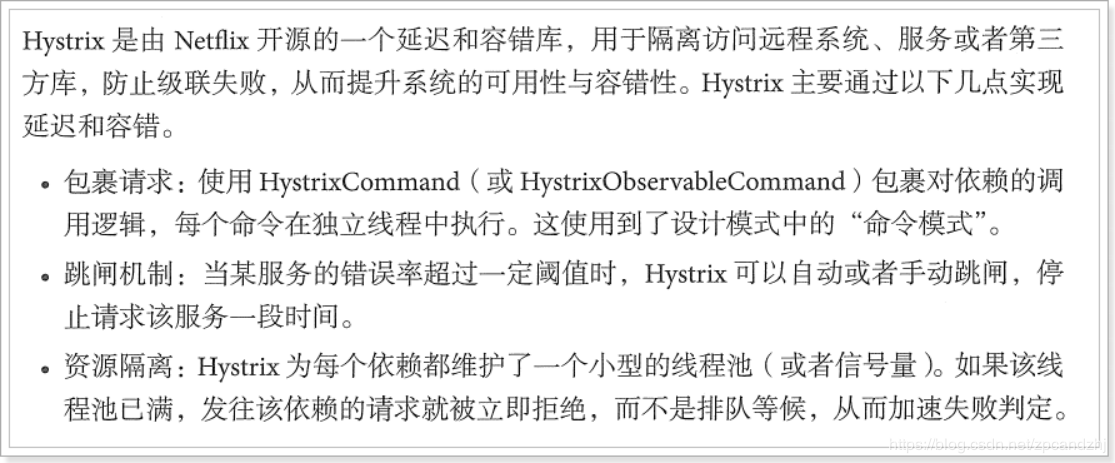 Hystrix 是由 Netflix 开源的一个延迟和容错库，用于隔离访问远程系统、服务或者第三
方库，防止级联失败，从而提升系统的可用性与容错性。Hystrix 主要通过以下几点实现
延迟和容错。
• 包裹请求：使用 HystrixCommand（或 HystrixObservableCommand）包裹对依赖的调
用逻辑，每个命令在独立线程中执行。这使用到了设计模式中的“命令模式”。
• 跳闸机制：当某服务的错误率超过一定阈值时，Hystrix 可以自动或者手动跳闸，停
止请求该服务一段时间。
• 资源隔离：Hystrix 为每个依赖都维护了一个小型的线程池（或者信号量）。如果该线
程池已满，发往该依赖的请求就被立即拒绝，而不是排队等候，从而加速失败判定。
https://blog.csdn.net/zpcandzhj